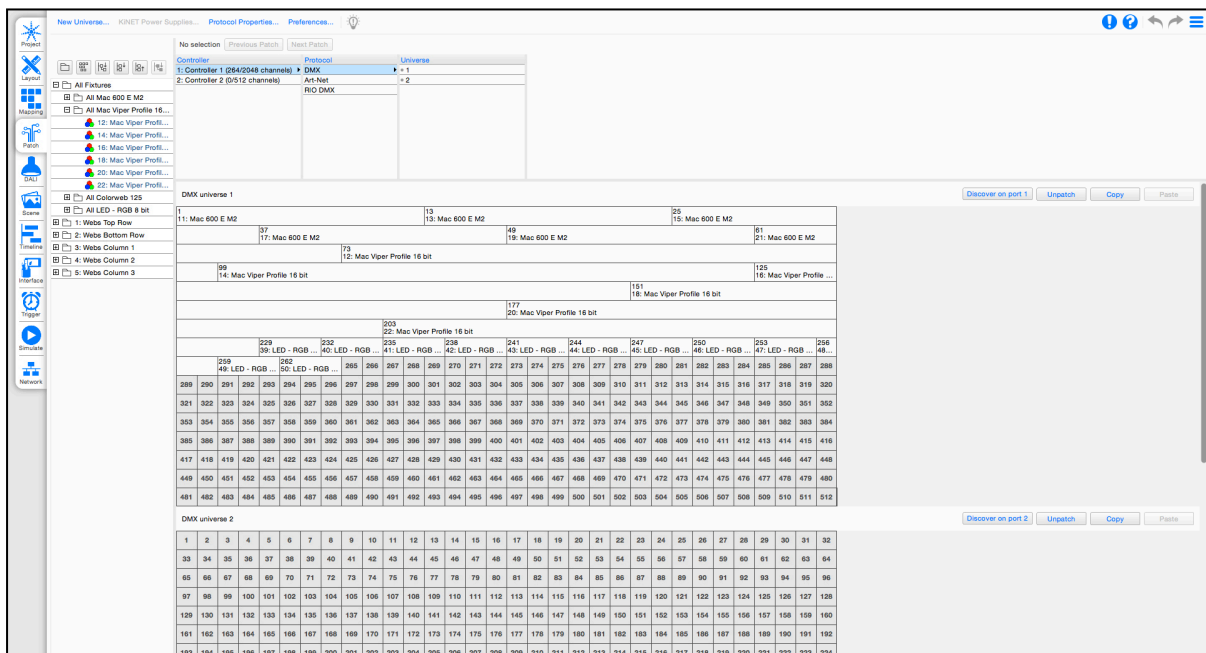 New Universe... KiNET Power Supplies... Protocol Properties... Preferences...
Project
Layout
Mapping
Patch
DALI
Scene
Timeline
Interface
Trigger
Simulate
Network
All Fixtures
All Mac 600 E M2
All Mac Viper Profile 16...
12: Mac Viper Profil...
14: Mac Viper Profil...
16: Mac Viper Profil...
18: Mac Viper Profil...
20: Mac Viper Profil...
22: Mac Viper Profil...
All Colorweb 125
All LED - RGB 8 bit
1: Webs Top Row
2: Webs Bottom Row
3: Webs Column 1
4: Webs Column 2
5: Webs Column 3
No selection Previous Patch Next Patch
Controller Protocol Universe
1: Controller 1 (264/2048 channels) DMX 1
2: Controller 2 (0/512 channels) Art-Net 2
RIO DMX
DMX universe 1 Discover on port 1 Unpatch Copy Paste
1 13 25
11: Mac 600 E M2 13: Mac 600 E M2 15: Mac 600 E M2
37 49 61
17: Mac 600 E M2 19: Mac 600 E M2 21: Mac 600 E M2
73
12: Mac Viper Profile 16 bit
99 125
14: Mac Viper Profile 16 bit 16: Mac Viper Profile ...
151
18: Mac Viper Profile 16 bit
177
20: Mac Viper Profile 16 bit
203
22: Mac Viper Profile 16 bit
229 232 235 238 241 244 247 250 253 256
39: LED - RGB ... 40: LED - RGB ... 41: LED - RGB ... 42: LED - RGB ... 43: LED - RGB ... 44: LED - RGB ... 45: LED - RGB ... 46: LED - RGB ... 47: LED - RGB ... 48...
259 262
49: LED - RGB ... 50: LED - RGB ... 265 266 267 268 269 270 271 272 273 274 275 276 277 278 279 280 281 282 283 284 285 286 287 288
289 290 291 292 293 294 295 296 297 298 299 300 301 302 303 304 305 306 307 308 309 310 311 312 313 314 315 316 317 318 319 320
321 322 323 324 325 326 327 328 329 330 331 332 333 334 335 336 337 338 339 340 341 342 343 344 345 346 347 348 349 350 351 352
353 354 355 356 357 358 359 360 361 362 363 364 365 366 367 368 369 370 371 372 373 374 375 376 377 378 379 380 381 382 383 384
385 386 387 388 389 390 391 392 393 394 395 396 397 398 399 400 401 402 403 404 405 406 407 408 409 410 411 412 413 414 415 416
417 418 419 420 421 422 423 424 425 426 427 428 429 430 431 432 433 434 435 436 437 438 439 440 441 442 443 444 445 446 447 448
449 450 451 452 453 454 455 456 457 458 459 460 461 462 463 464 465 466 467 468 469 470 471 472 473 474 475 476 477 478 479 480
481 482 483 484 485 486 487 488 489 490 491 492 493 494 495 496 497 498 499 500 501 502 503 504 505 506 507 508 509 510 511 512
DMX universe 2 Discover on port 2 Unpatch Copy Paste
1 2 3 4 5 6 7 8 9 10 11 12 13 14 15 16 17 18 19 20 21 22 23 24 25 26 27 28 29 30 31 32
33 34 35 36 37 38 39 40 41 42 43 44 45 46 47 48 49 50 51 52 53 54 55 56 57 58 59 60 61 62 63 64
65 66 67 68 69 70 71 72 73 74 75 76 77 78 79 80 81 82 83 84 85 86 87 88 89 90 91 92 93 94 95 96
97 98 99 100 101 102 103 104 105 106 107 108 109 110 111 112 113 114 115 116 117 118 119 120 121 122 123 124 125 126 127 128
129 130 131 132 133 134 135 136 137 138 139 140 141 142 143 144 145 146 147 148 149 150 151 152 153 154 155 156 157 158 159 160
161 162 163 164 165 166 167 168 169 170 171 172 173 174 175 176 177 178 179 180 181 182 183 184 185 186 187 188 189 190 191 192